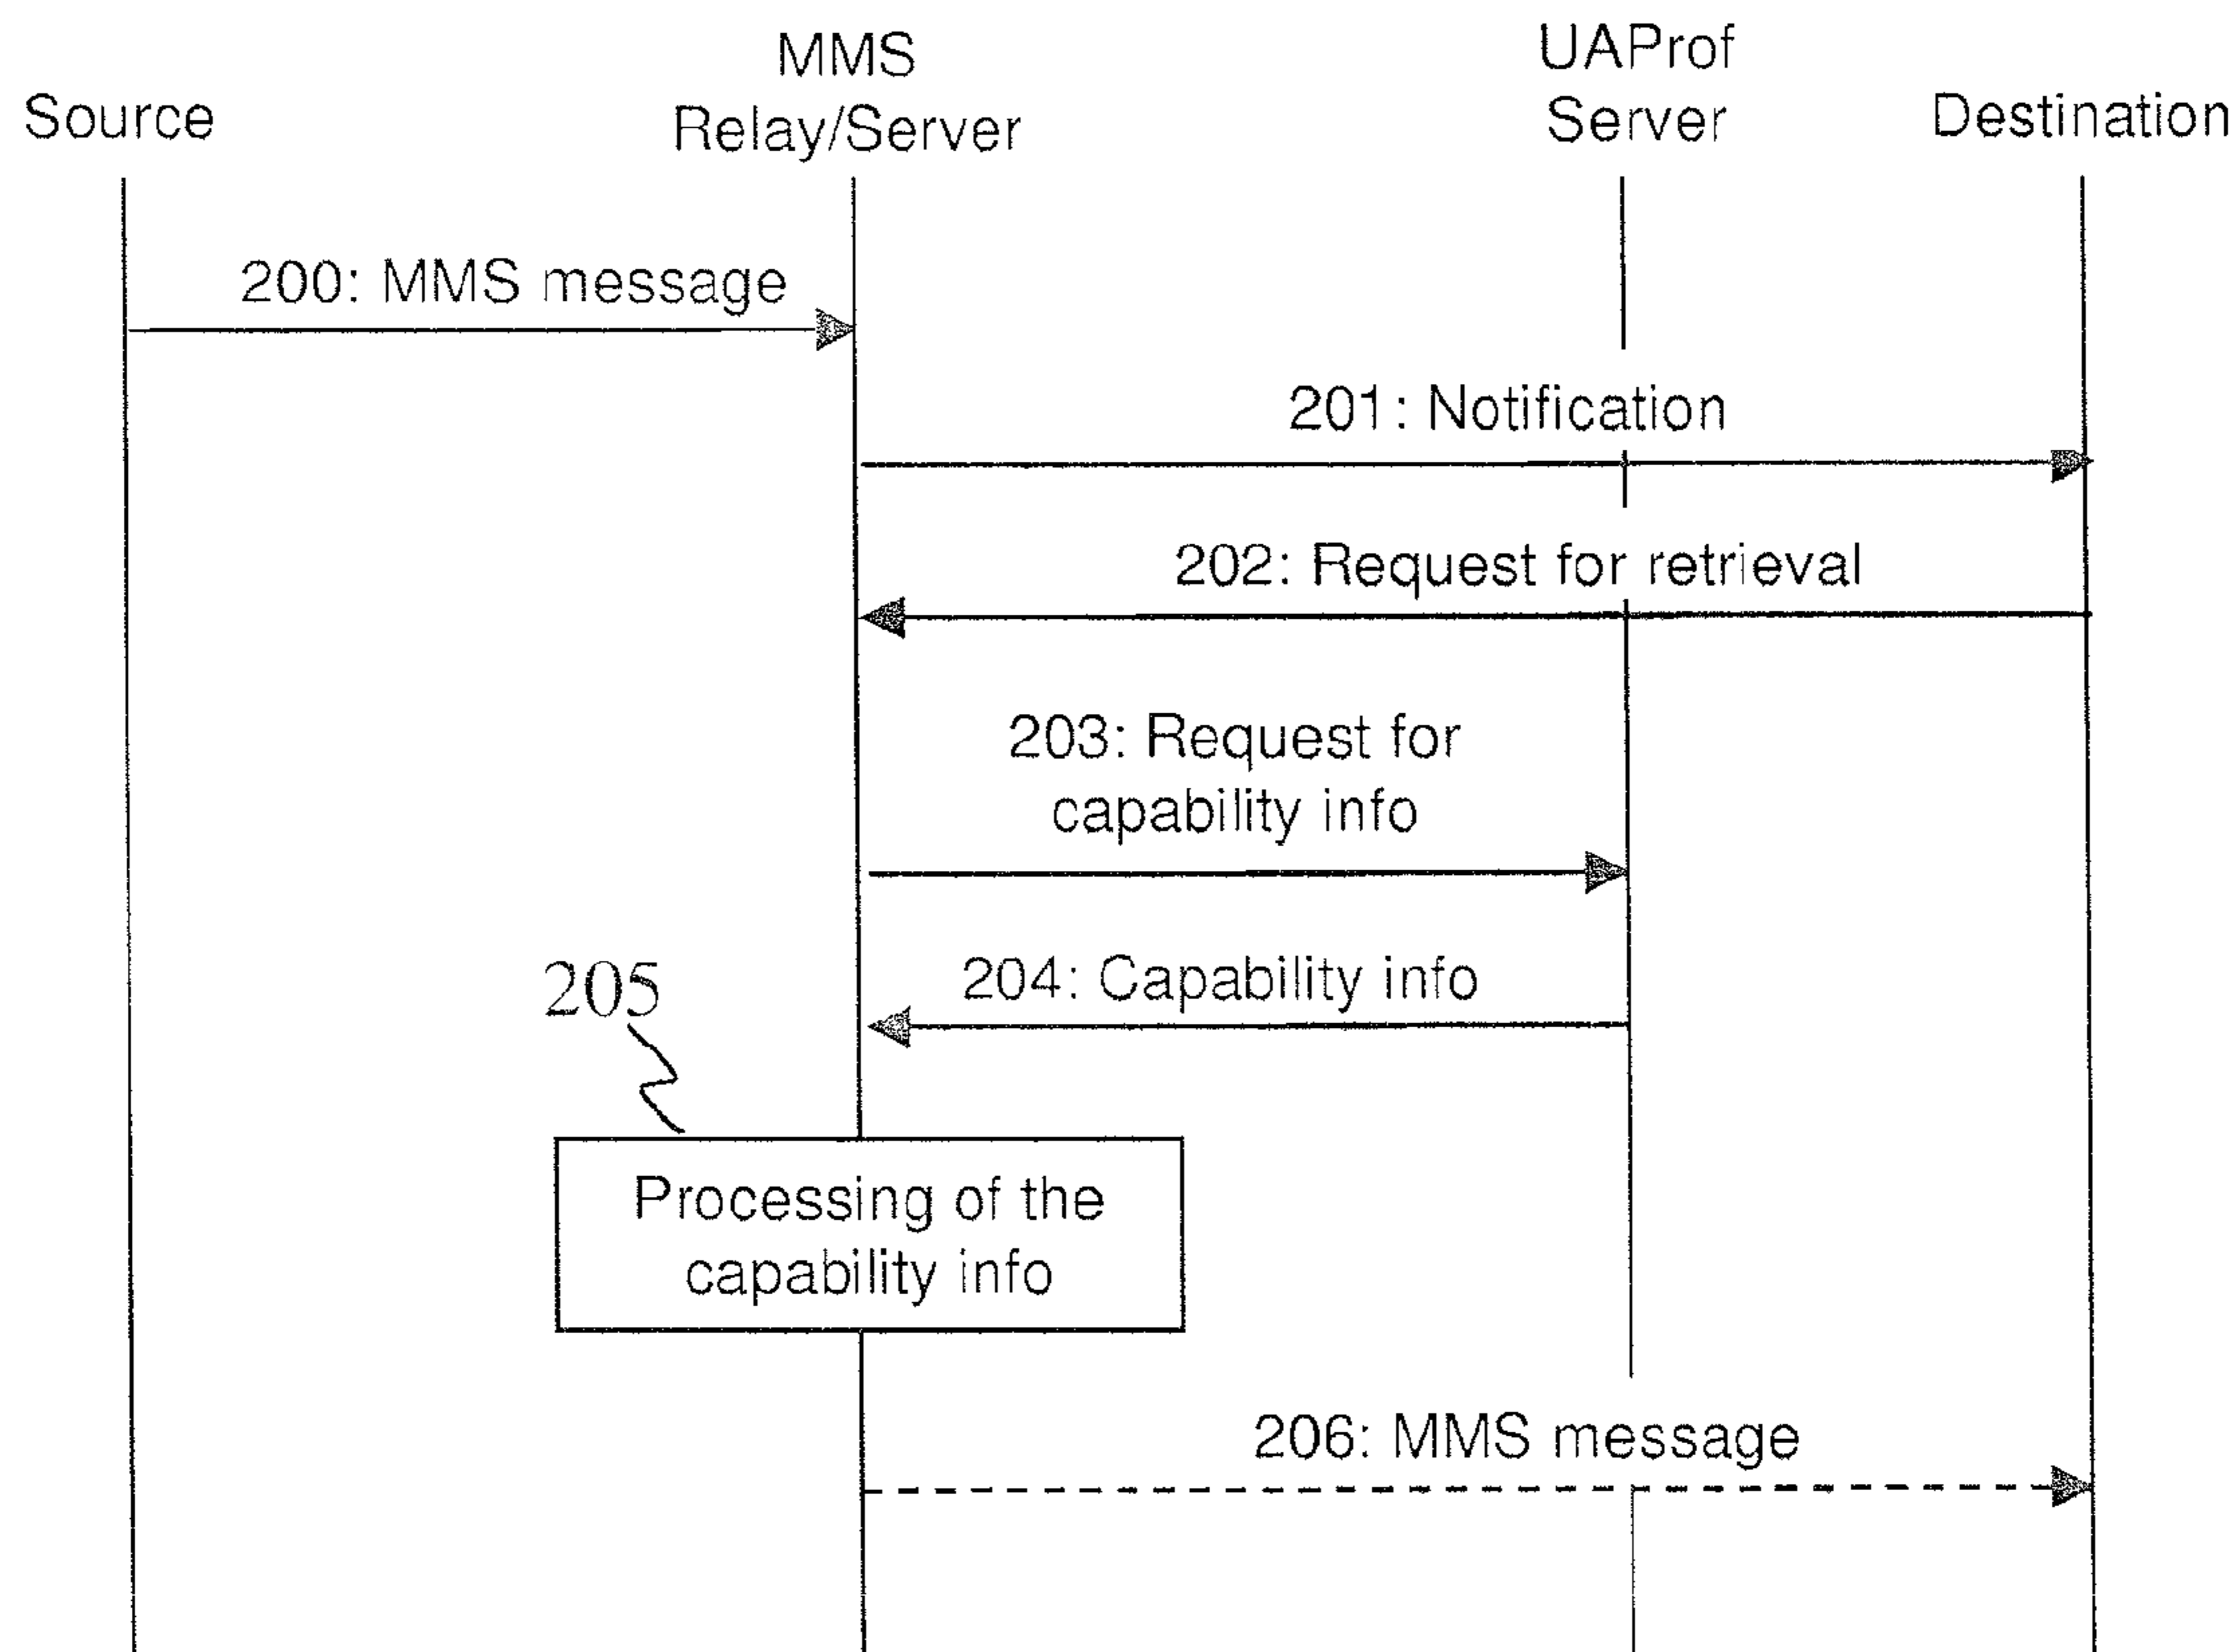 Source
MMS
Relay/Server
UAProf
Server
Destination
200: MMS message
201: Notification
202: Request for retrieval
203: Request for
capability info
204: Capability info
205
Processing of the
capability info
206: MMS message